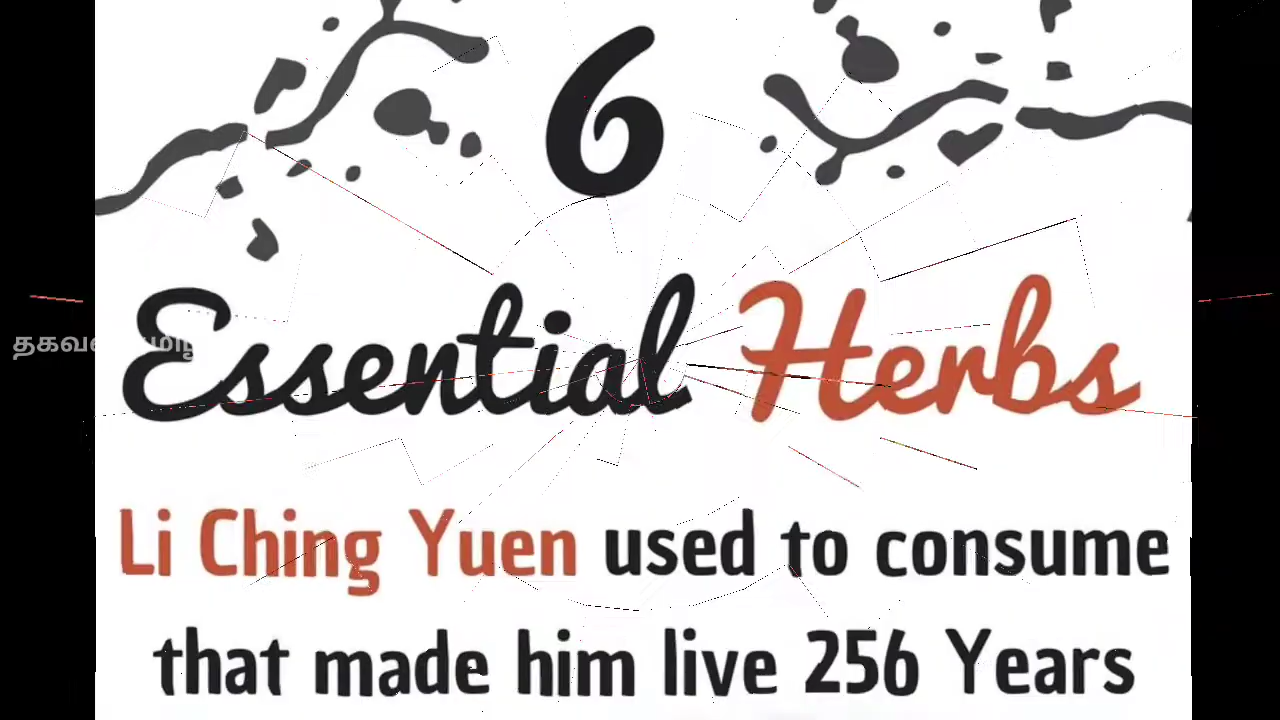 6
Essential Herbs
Li Ching Yuen used to consume
that made him live 256 Years